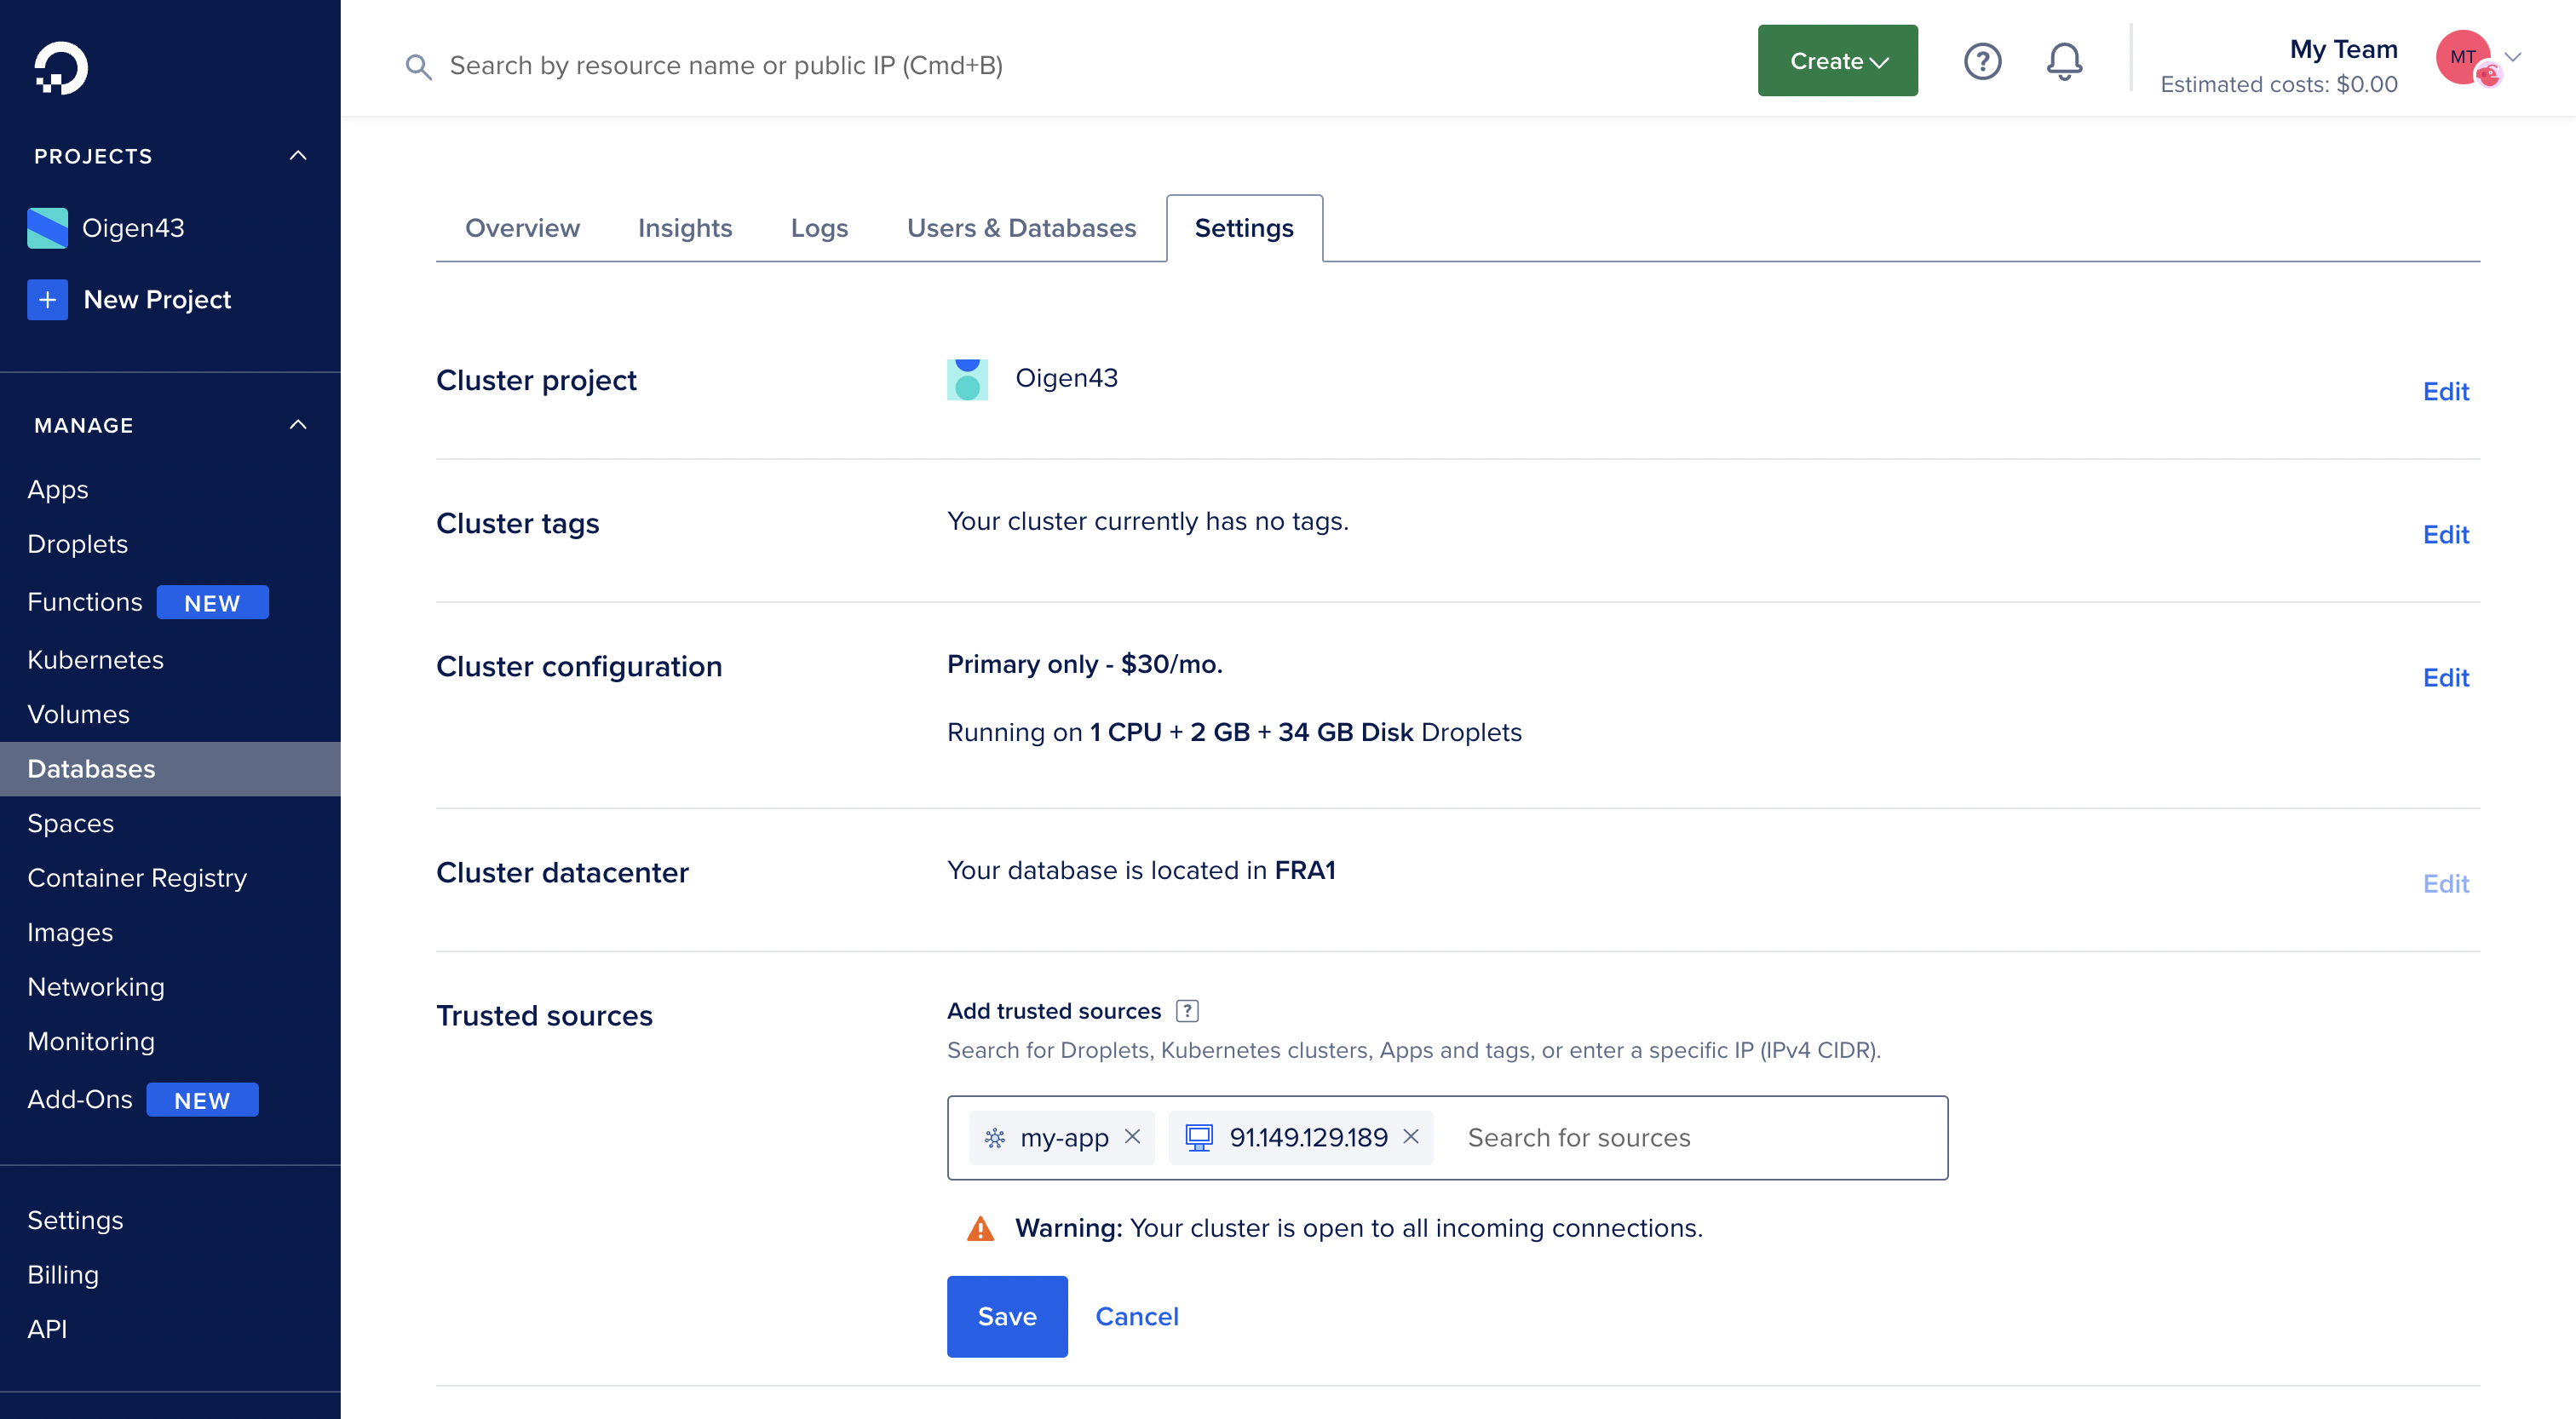 Search by resource name or public IP (Cmd+B)
Create
?
My Team
Estimated costs: $0.00
MT
PROJECTS
Oigen43
+ New Project
MANAGE
Apps
Droplets
Functions NEW
Kubernetes
Volumes
Databases
Spaces
Container Registry
Images
Networking
Monitoring
Add-Ons NEW
Settings
Billing
API
Overview Insights Logs Users & Databases Settings
Cluster project
Oigen43
Edit
Cluster tags
Your cluster currently has no tags.
Edit
Cluster configuration
Primary only - $30/mo.
Edit
Running on 1 CPU + 2 GB + 34 GB Disk Droplets
Cluster datacenter
Your database is located in FRA1
Edit
Trusted sources
Add trusted sources ?
Search for Droplets, Kubernetes clusters, Apps and tags, or enter a specific IP (IPv4 CIDR).
my-app × 91.149.129.189 × Search for sources
Warning: Your cluster is open to all incoming connections.
Save Cancel